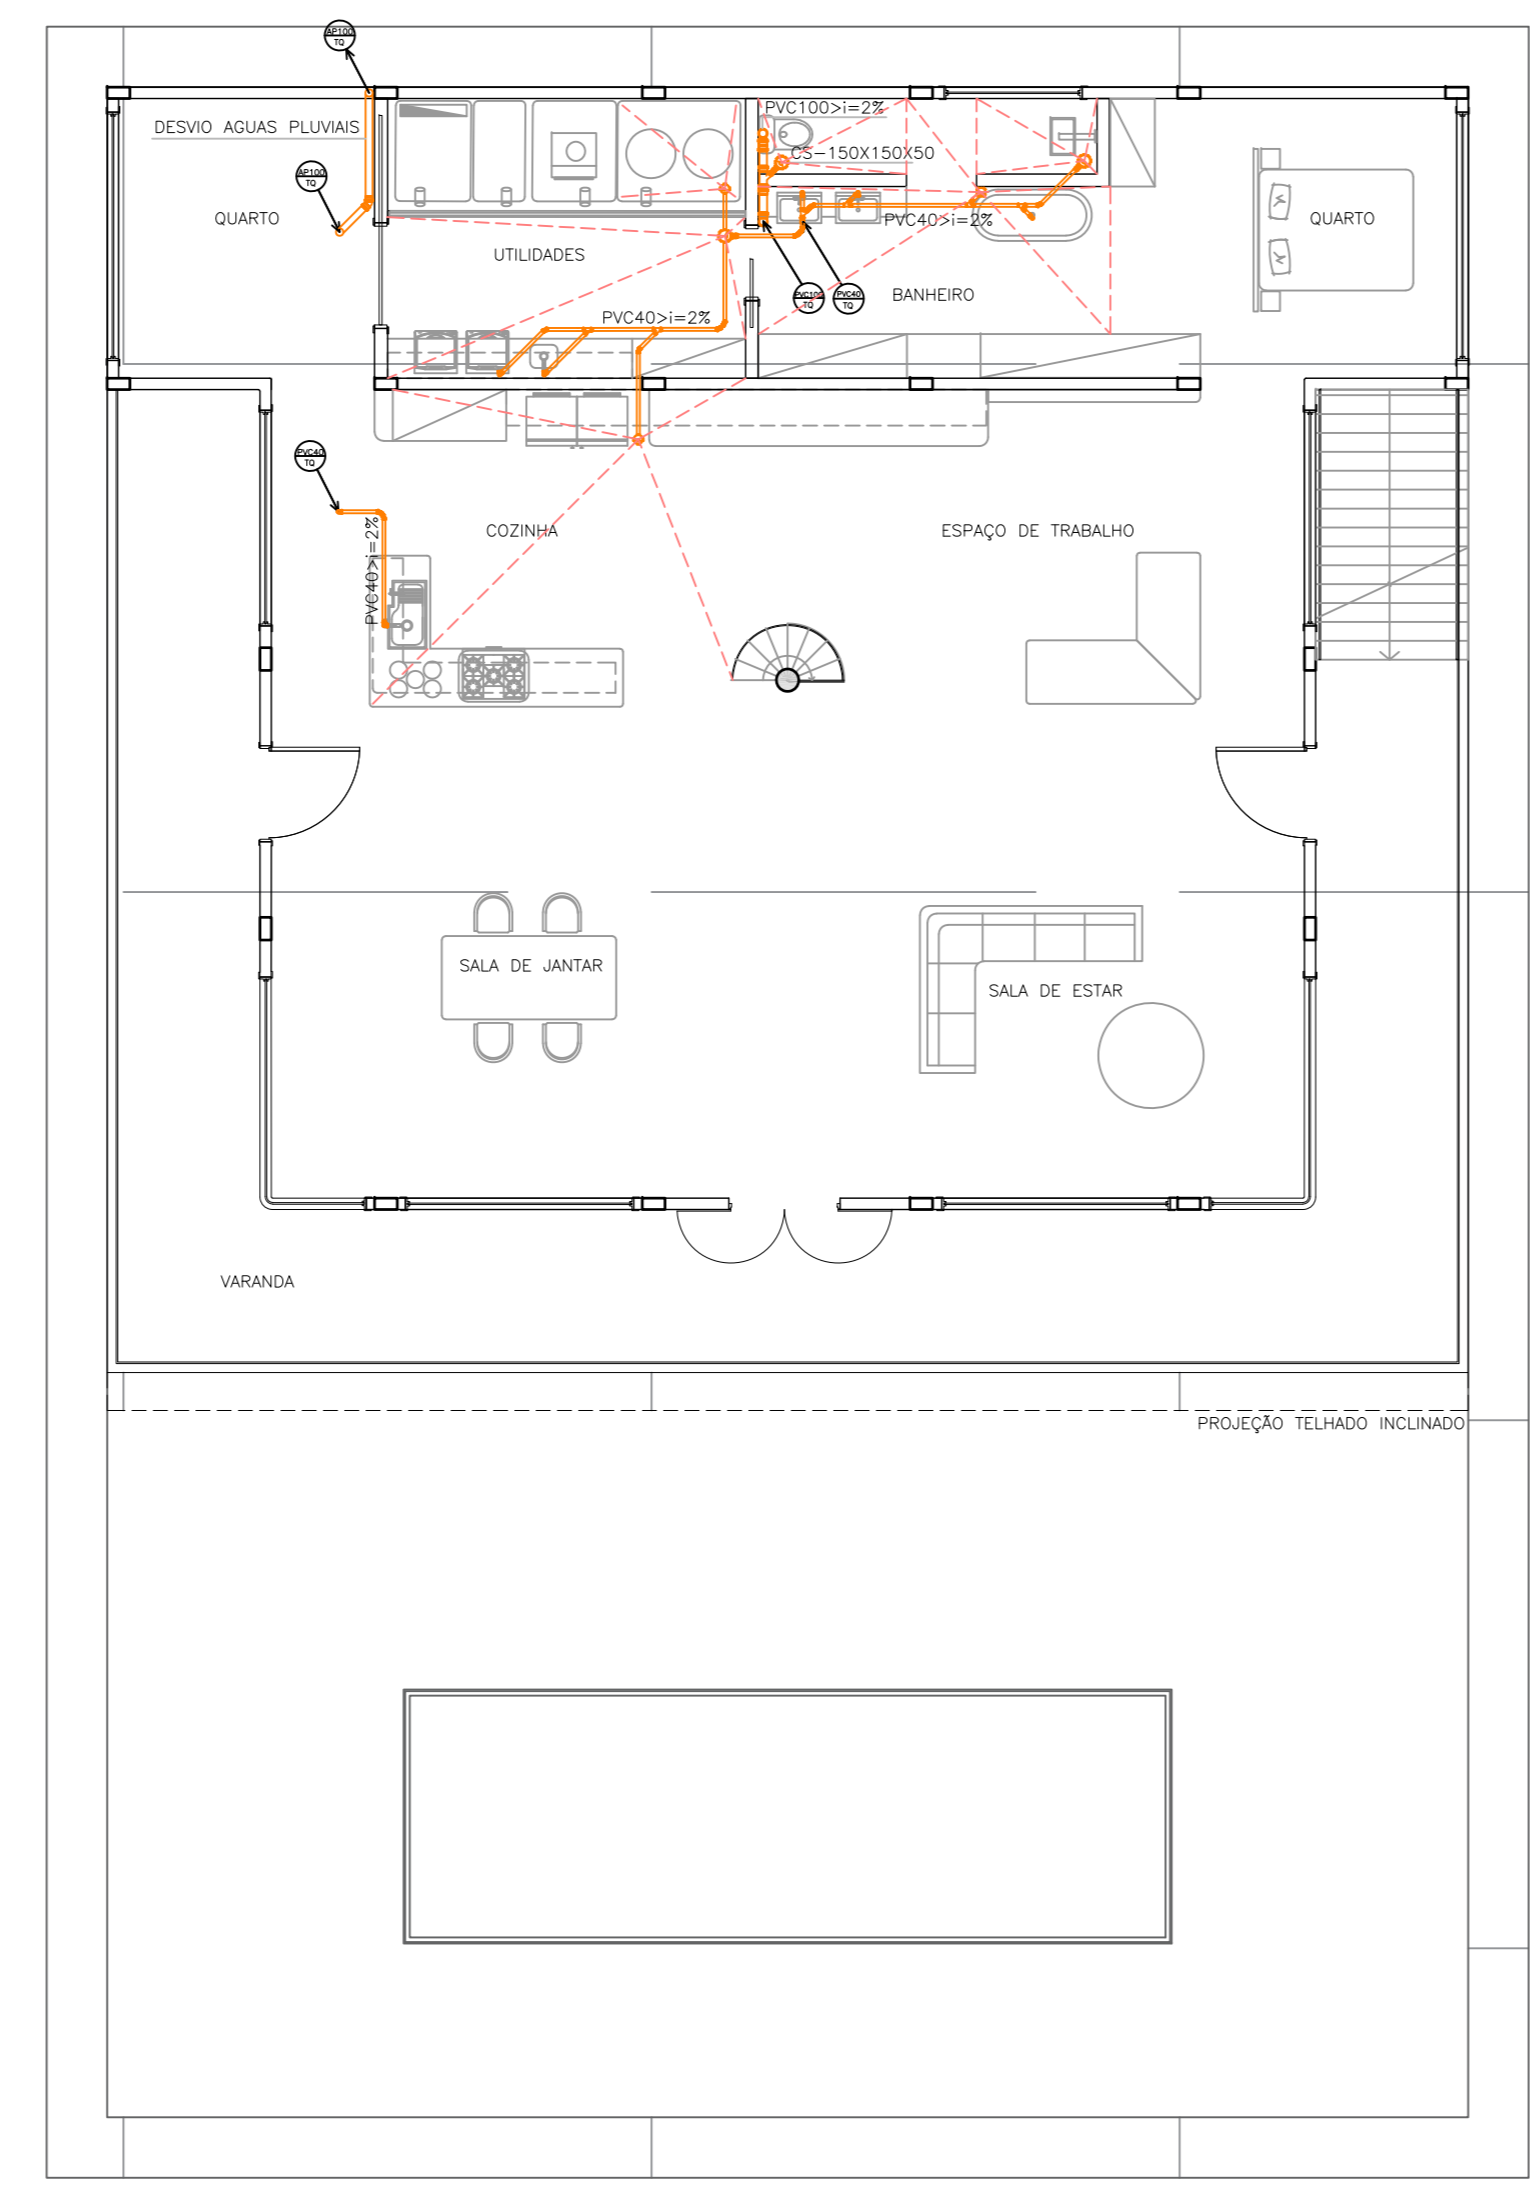 AP100
TQ
PVC100>i=2%
DESVIO AGUAS PLUVIAIS
CS-150X150X50
AP100
TQ
QUARTO
QUARTO
PVC40>i=2%
UTILIDADES
BANHEIRO
PVC100
TQ
PVC40
TQ
PVC40>i=2%
PVC40
TQ
PVC40>i=2%
COZINHA
ESPAÇO DE TRABALHO
SALA DE JANTAR
SALA DE ESTAR
VARANDA
PROJEÇÃO TELHADO INCLINADO